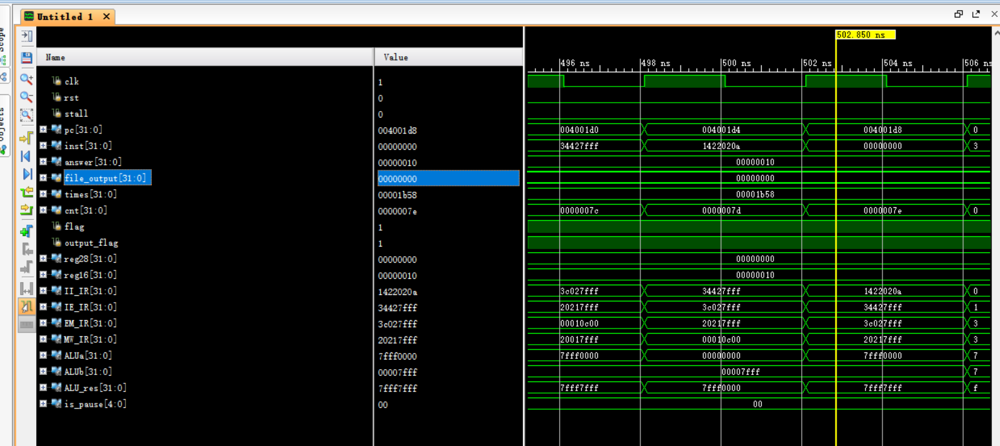 Untitled 1
Scope
Objects
502.850 ns
Name Value
496 ns 498 ns 500 ns 502 ns 504 ns 506 ns
clk 1
rst 0
stall 0
pc[31:0] 004001d8 004001d0 004001d4 004001d8 0
inst[31:0] 00000000 34427fff 1422020a 00000000 3
answer[31:0] 00000010 00000010
file_output[31:0] 00000000 00000000
times[31:0] 00001b58 00001b58
cnt[31:0] 0000007e 0000007c 0000007d 0000007e 0
flag 1
output_flag 1
reg28[31:0] 00000000 00000000
reg16[31:0] 00000010 00000010
II_IR[31:0] 1422020a 3c027fff 34427fff 1422020a 0
IE_IR[31:0] 34427fff 20217fff 3c027fff 34427fff 1
EM_IR[31:0] 3c027fff 00010c00 20217fff 3c027fff 3
MW_IR[31:0] 20217fff 20017fff 00010c00 20217fff 3
ALUa[31:0] 7fff0000 7fff0000 00000000 7fff0000 7
ALUb[31:0] 00007fff 00007fff 7
ALU_res[31:0] 7fff7fff 7fff7fff 7fff0000 7fff7fff f
is_pause[4:0] 00 00